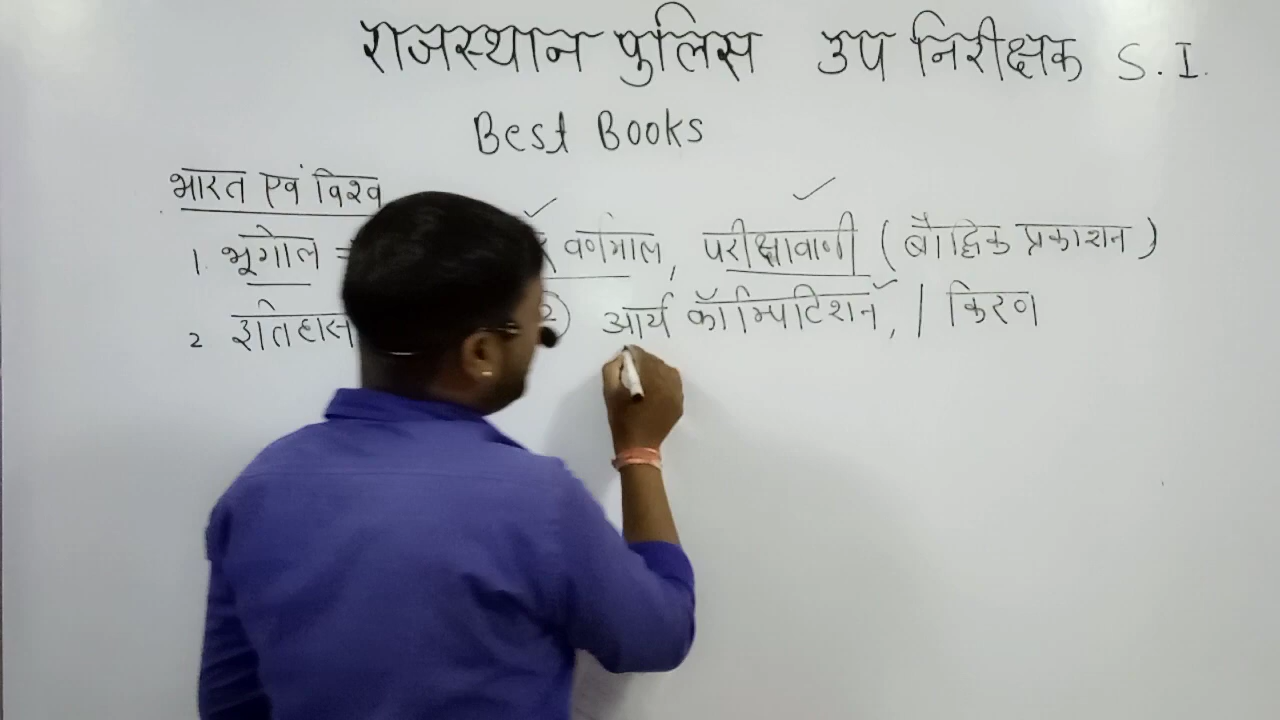 राजस्थान पुलिस उप निरीक्षक S. I.
Best Books
भारत एवं विश्व
1. भूगोल = वर्णमाल, परीक्षावाणी (बौद्धिक प्रकाशन)
2 इतिहास ② आर्य कॉम्पिटिशन, / किरण